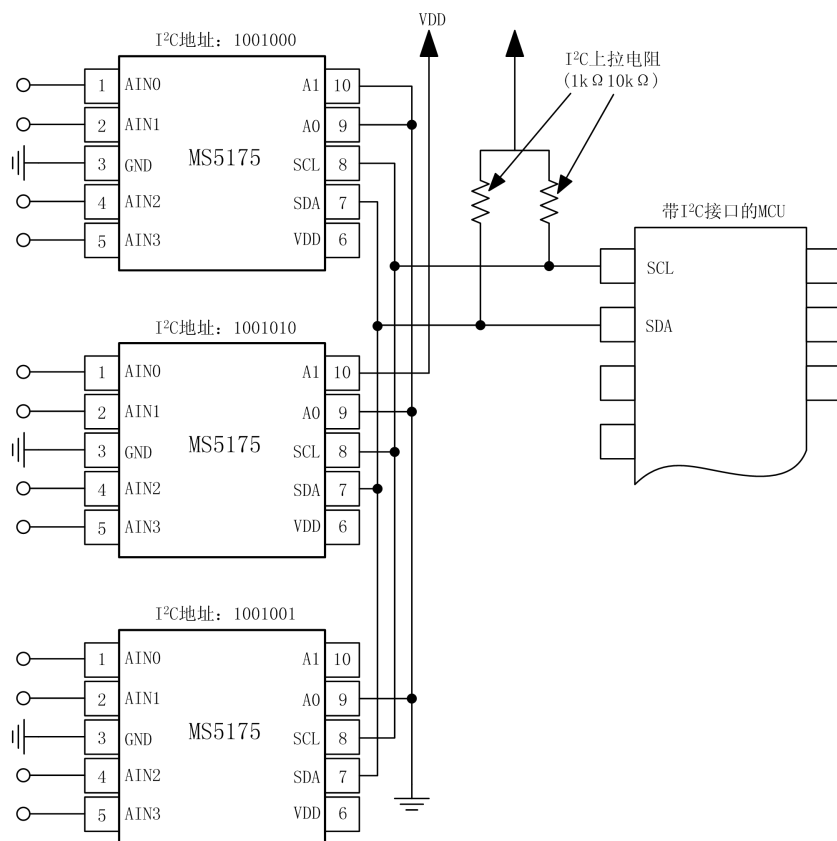 VDD
I²C地址：1001000
I²C上拉电阻
(1kΩ10kΩ)
1 AIN0 A1 10
2 AIN1 A0 9
3 GND MS5175 SCL 8
4 AIN2 SDA 7
5 AIN3 VDD 6
带I²C接口的MCU
SCL
SDA
I²C地址：1001010
1 AIN0 A1 10
2 AIN1 A0 9
3 GND MS5175 SCL 8
4 AIN2 SDA 7
5 AIN3 VDD 6
I²C地址：1001001
1 AIN0 A1 10
2 AIN1 A0 9
3 GND MS5175 SCL 8
4 AIN2 SDA 7
5 AIN3 VDD 6